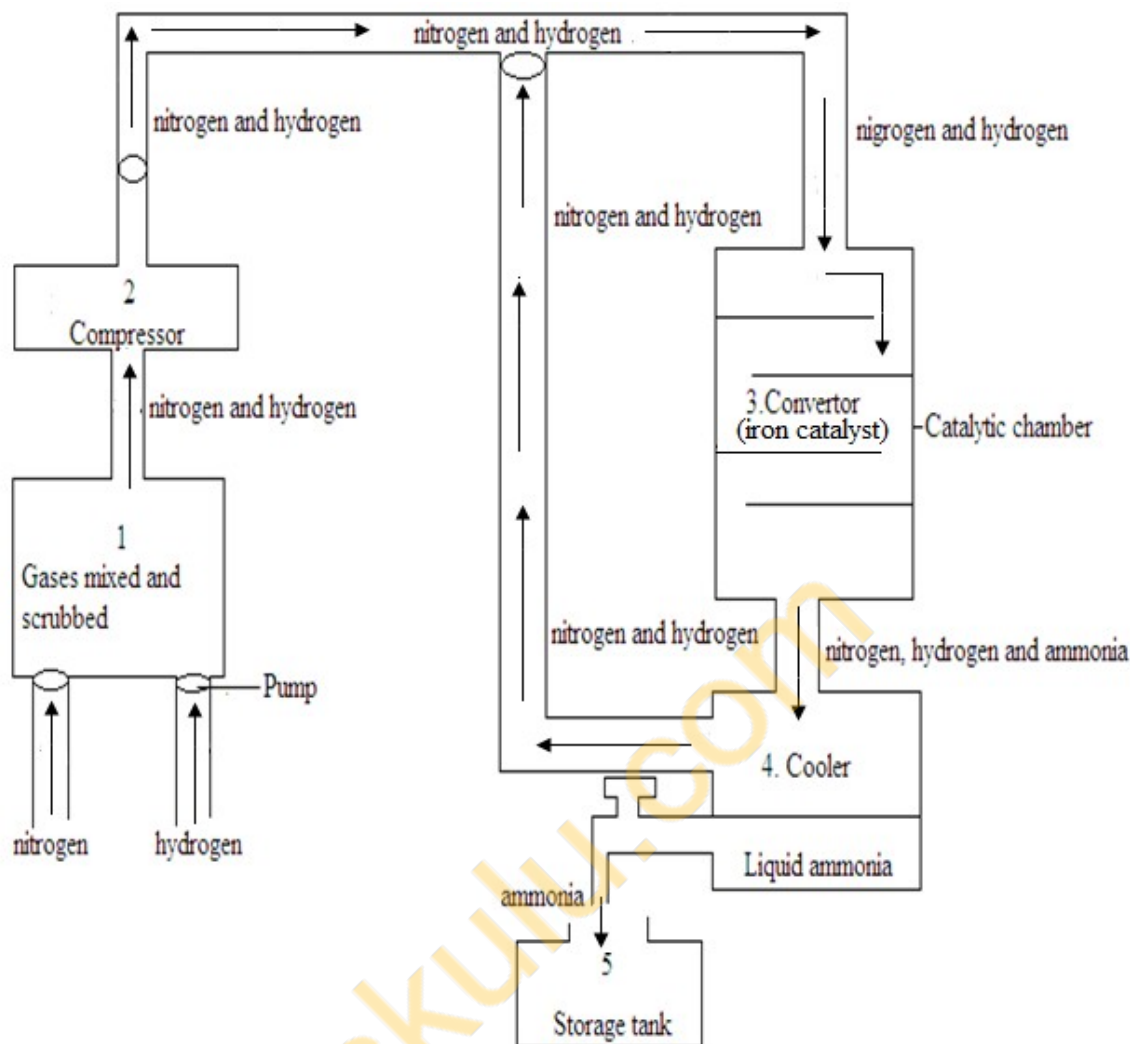 nitrogen and hydrogen
nitrogen and hydrogen
nigrogen and hydrogen
nitrogen and hydrogen
2
Compressor
nitrogen and hydrogen
3.Convertor
(iron catalyst)
Catalytic chamber
1
Gases mixed and
scrubbed
nitrogen and hydrogen
nitrogen, hydrogen and ammonia
Pump
4. Cooler
nitrogen
hydrogen
Liquid ammonia
ammonia
5
Storage tank
kulu.com